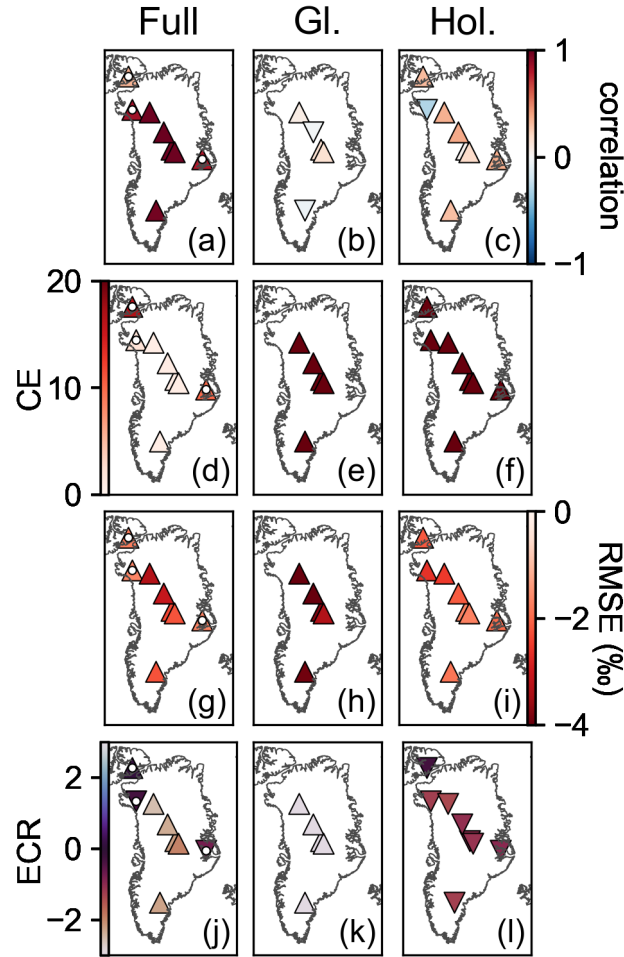 Full Gl. Hol.
1
0
−1
correlation
(a) (b) (c)
20
10
0
CE
(d) (e) (f)
0
−2
−4
RMSE (‰)
(g) (h) (i)
2
0
−2
ECR
(j) (k) (l)